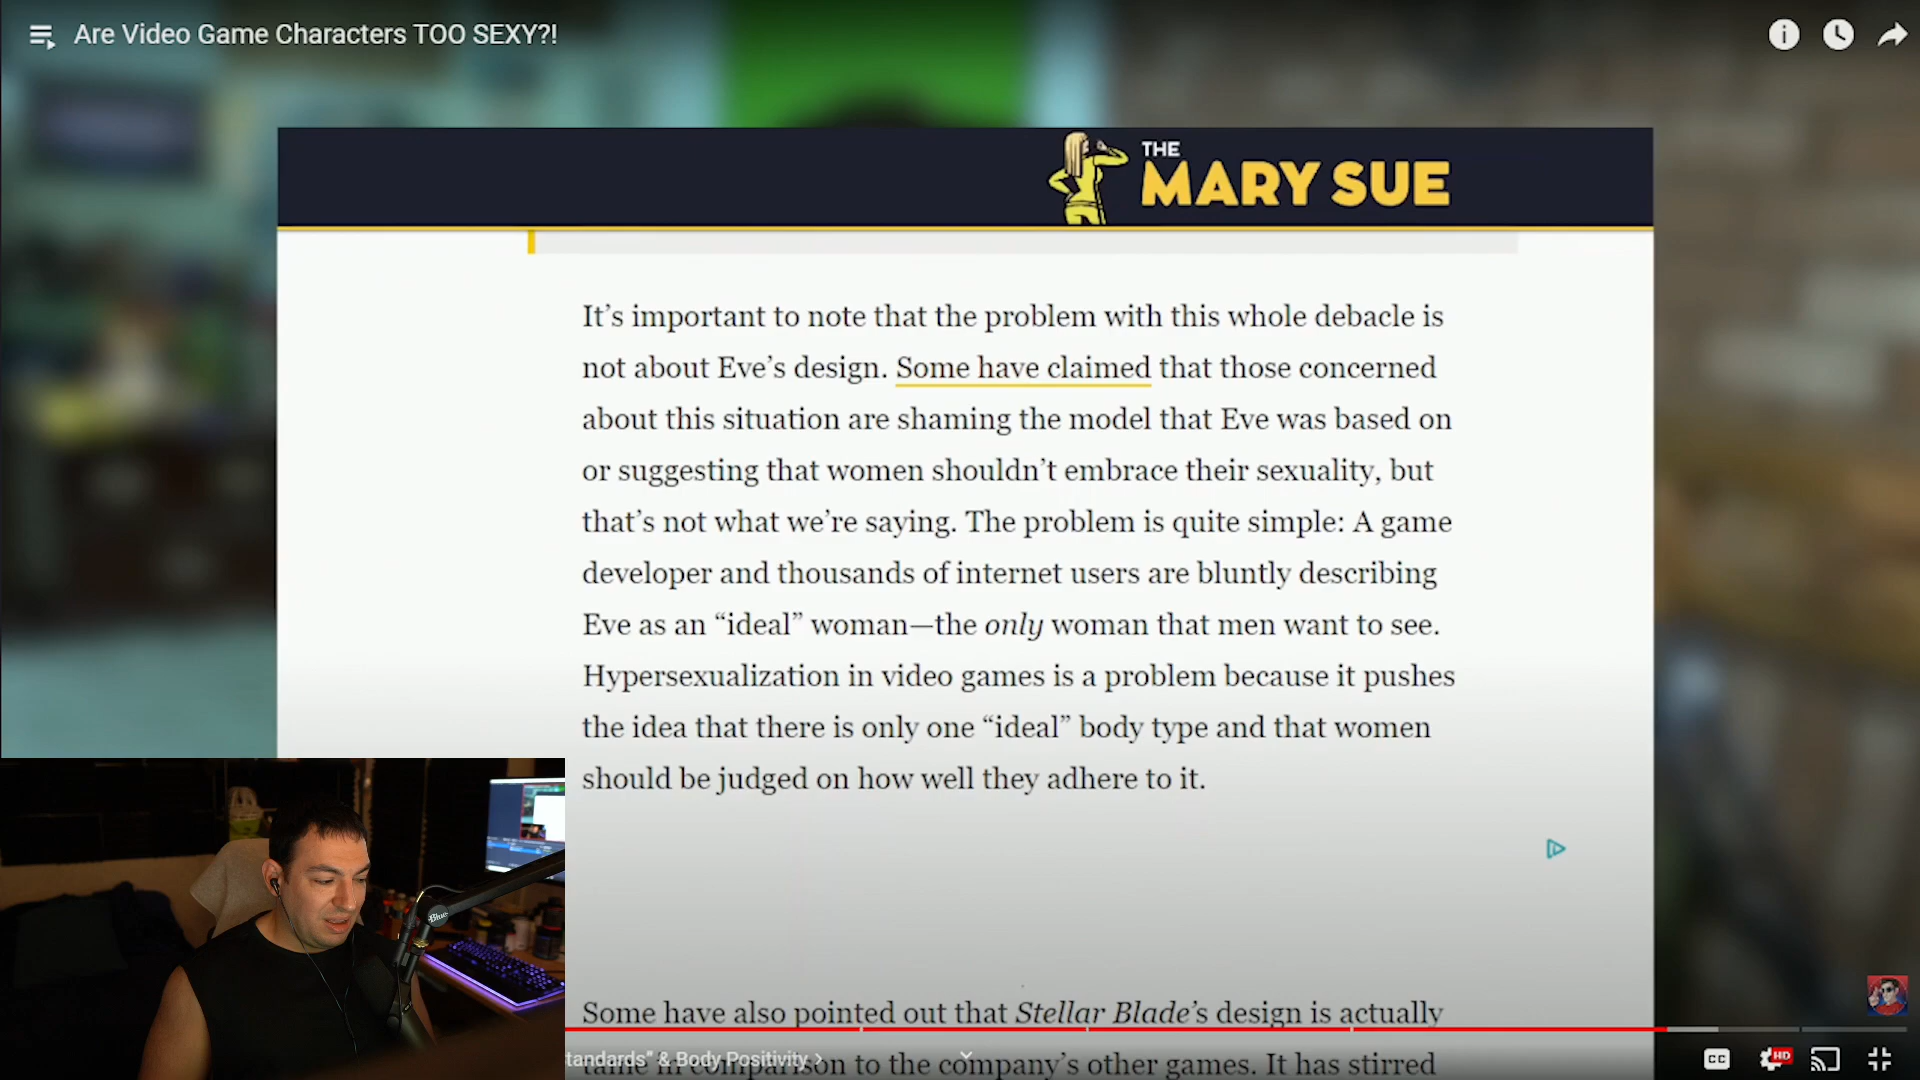 Are Video Game Characters TOO SEXY?!
THE
MARY SUE
It’s important to note that the problem with this whole debacle is
not about Eve’s design. Some have claimed that those concerned
about this situation are shaming the model that Eve was based on
or suggesting that women shouldn’t embrace their sexuality, but
that’s not what we’re saying. The problem is quite simple: A game
developer and thousands of internet users are bluntly describing
Eve as an “ideal” woman—the only woman that men want to see.
Hypersexualization in video games is a problem because it pushes
the idea that there is only one “ideal” body type and that women
should be judged on how well they adhere to it.
Blue
Some have also pointed out that Stellar Blade’s design is actually
tandards” & Body Positivity
tame in comparison to the company’s other games. It has stirred
CC
HD